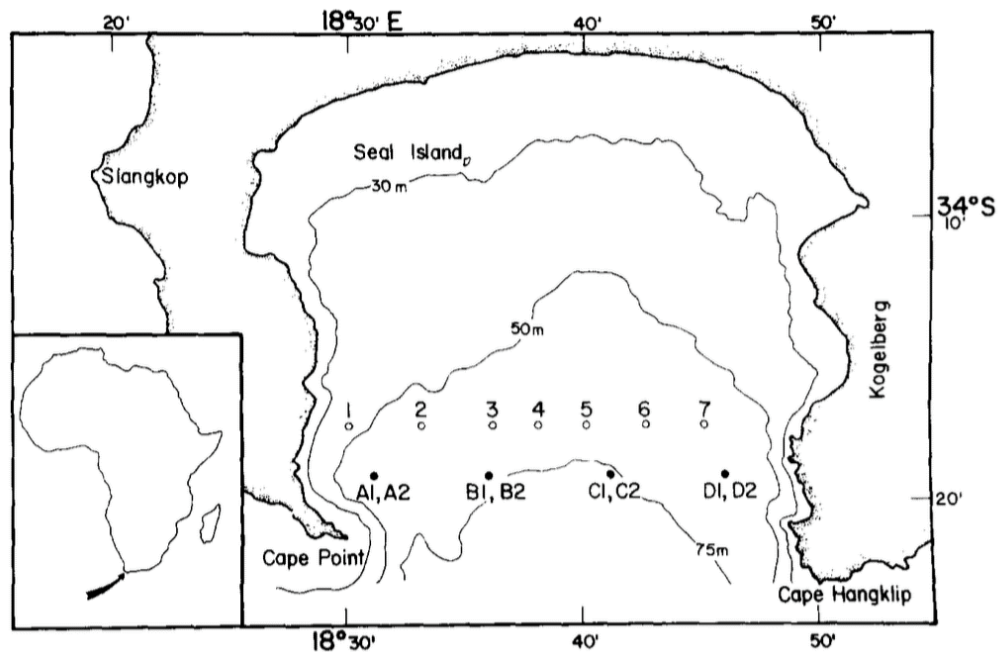 20' 18°30' E 40' 50'
Seal Island
Slangkop
30 m
34°S
10'
50m
Kogelberg
1 2 3 4 5 6 7
A1, A2 B1, B2 C1, C2 D1, D2
20'
75m
Cape Point
Cape Hangklip
18°30' 40' 50'